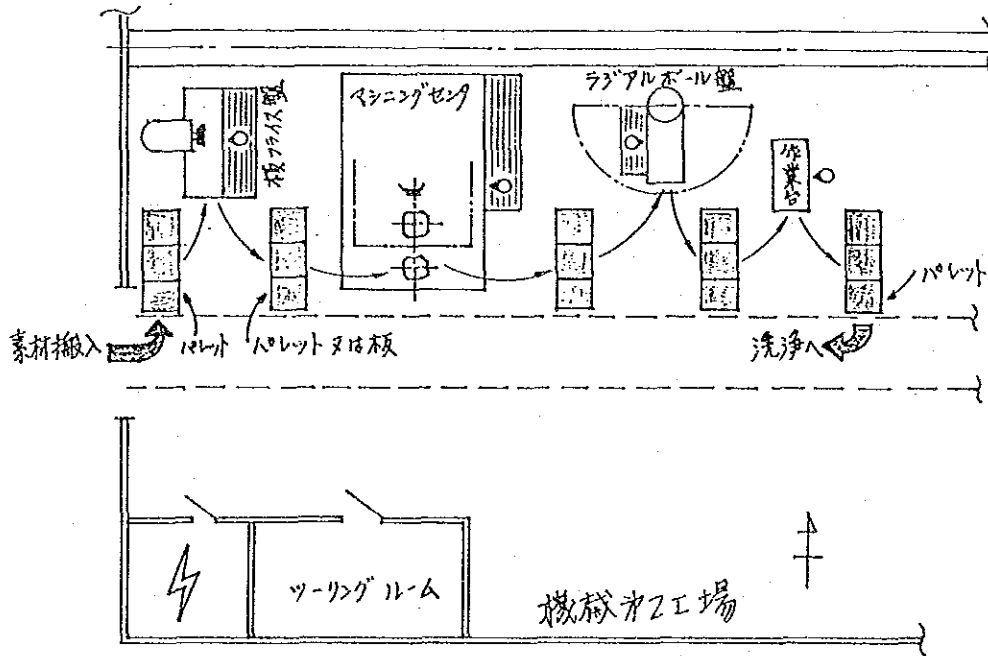 ラジアルボール盤
マシニングセンタ
横フライス盤
作業台
パレット
素材搬入
パレット
パレット又は板
洗浄へ
ツーリングルーム
機械第2工場